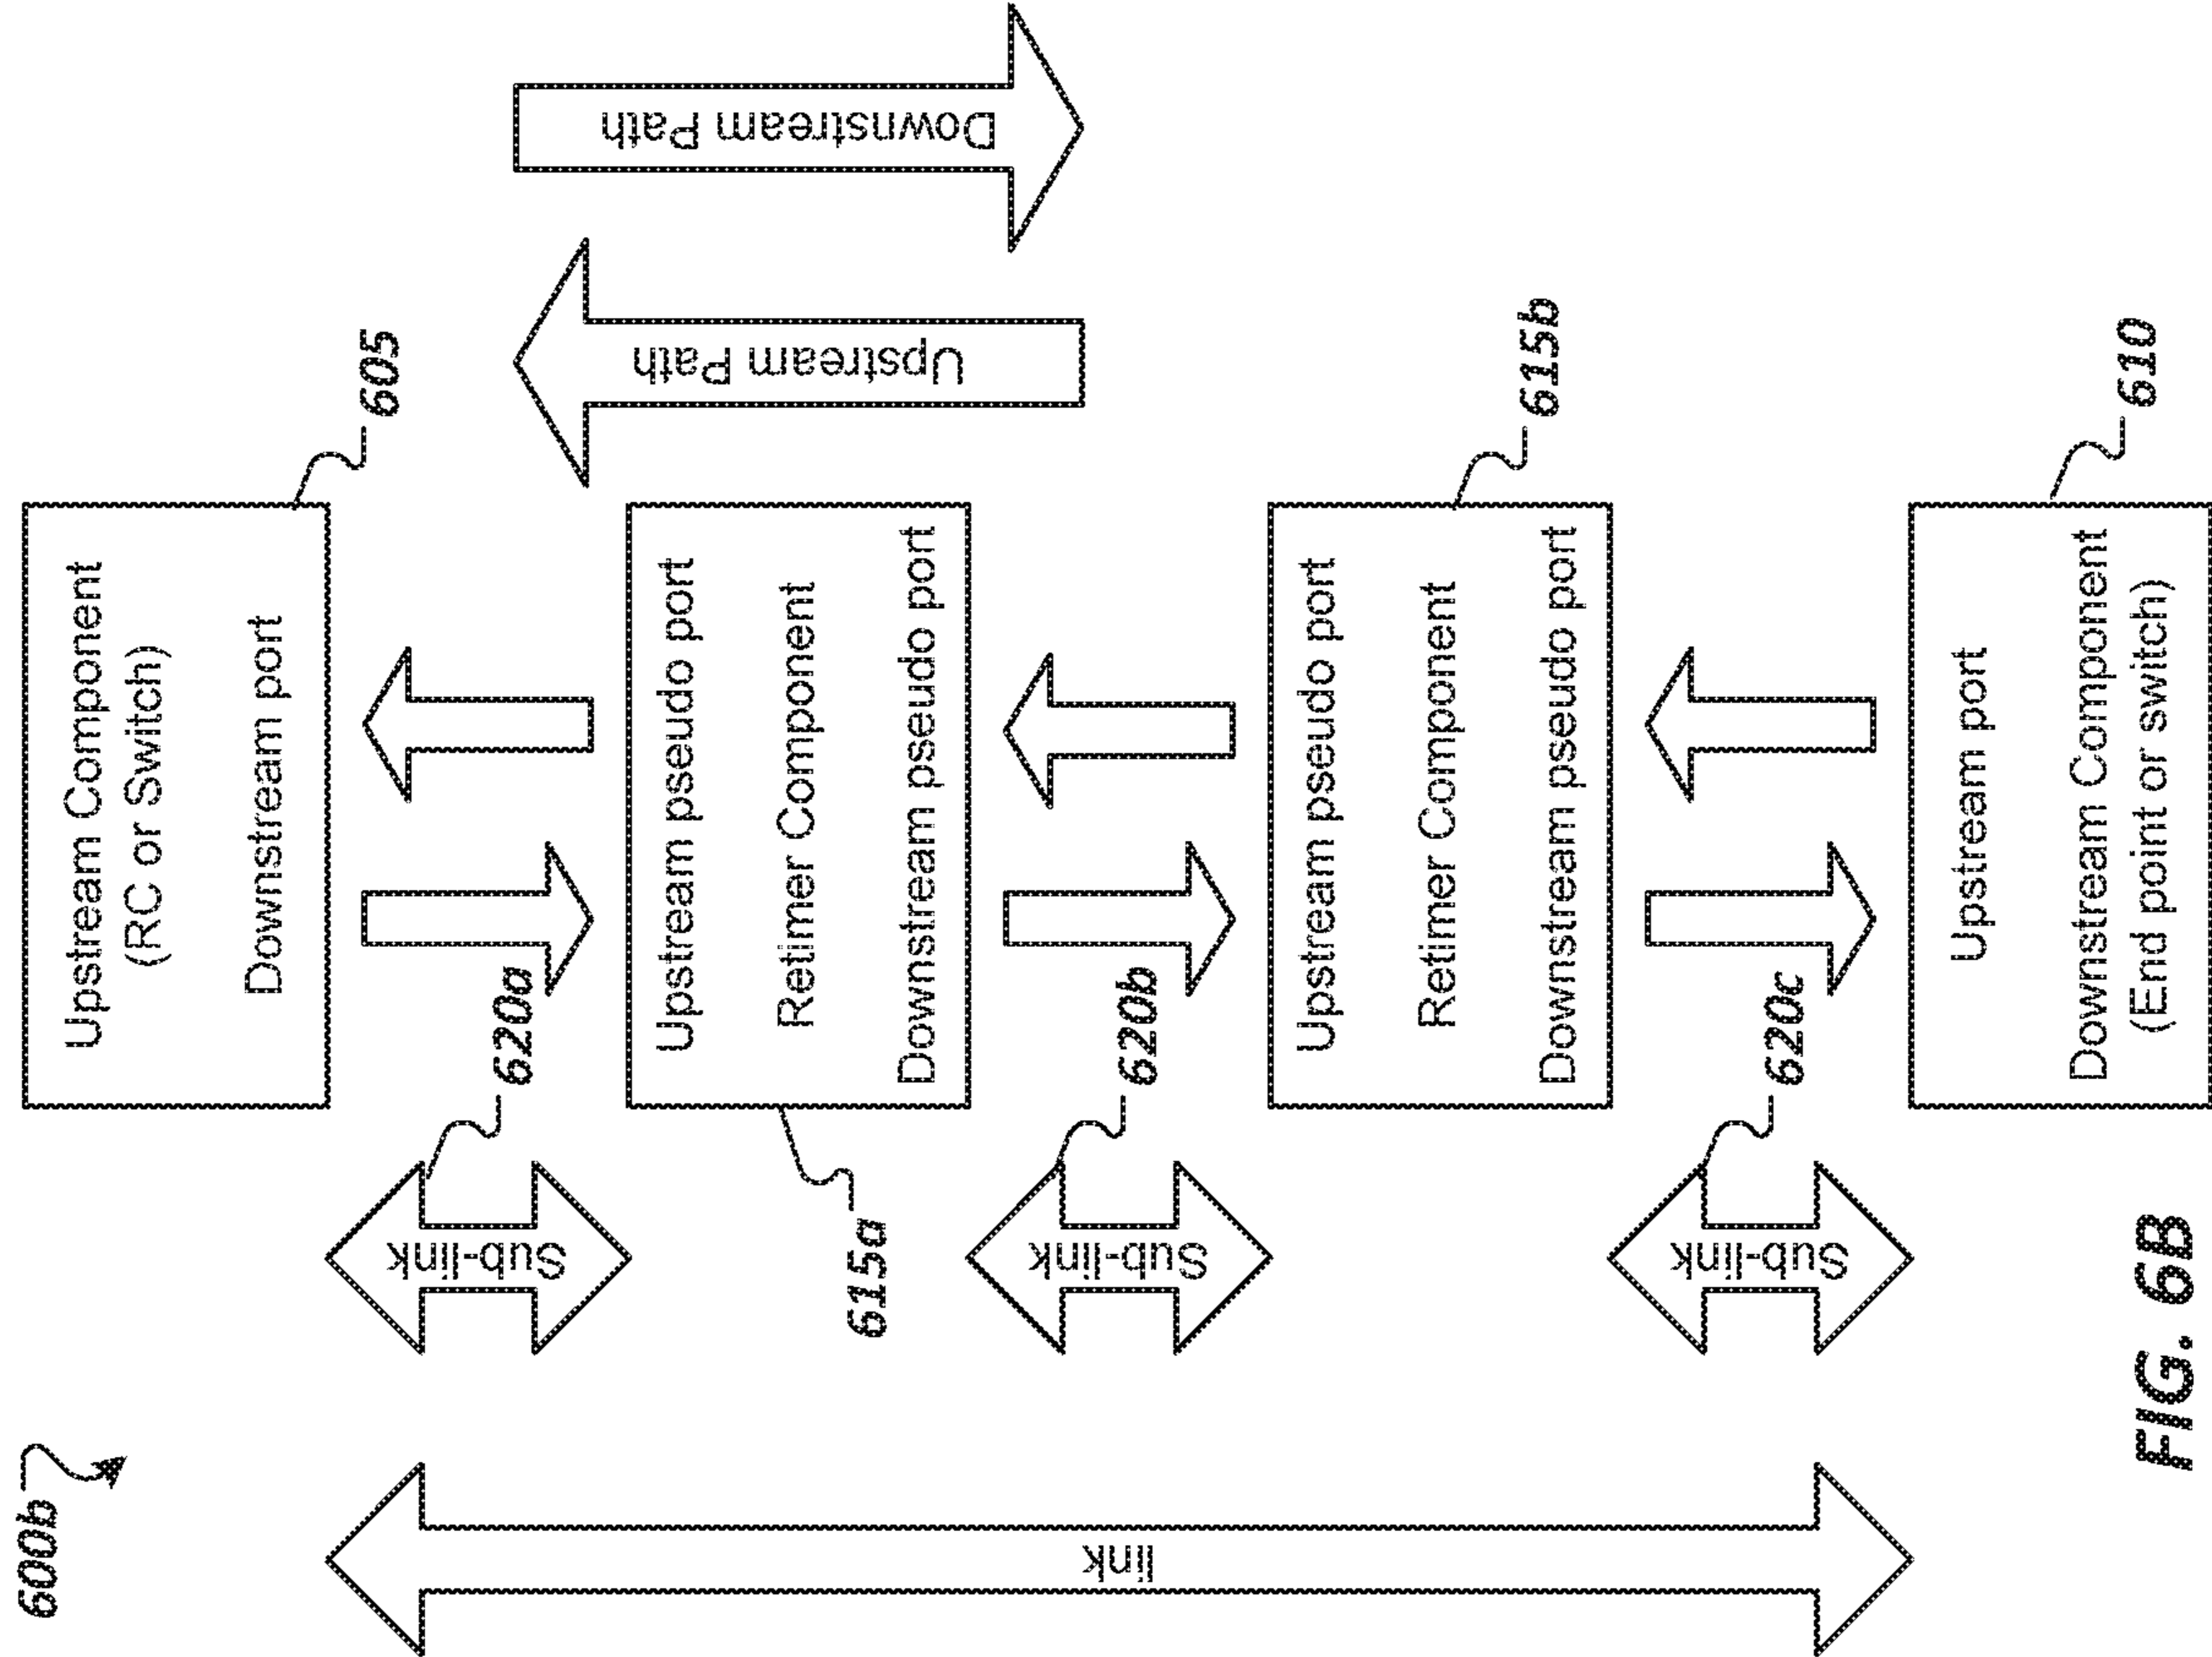 600b
Upstream Component
(RC or Switch)
Downstream port
605
Sub-link
620a
Upstream Path
Downstream Path
Upstream pseudo port
Retimer Component
Downstream pseudo port
615a
link
Sub-link
620b
Upstream pseudo port
Retimer Component
Downstream pseudo port
615b
Sub-link
620c
Upstream port
Downstream Component
(End point or switch)
610
FIG. 6B